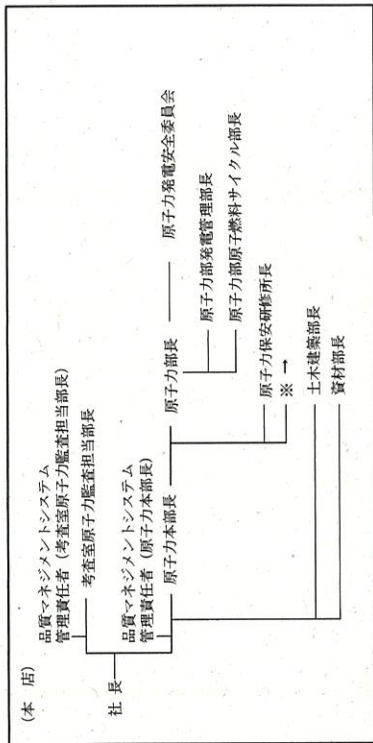 (本　店)
社 長
品質マネジメントシステム
管理責任者 (考査室原子力監査担当部長)
考査室原子力監査担当部長
品質マネジメントシステム
管理責任者 (原子力本部長)
原子力本部長
原子力部長
原子力発電安全委員会
原子力部発電管理部長
原子力部原子燃料サイクル部長
原子力保安研修所長
※ →
土木建築部長
資材部長